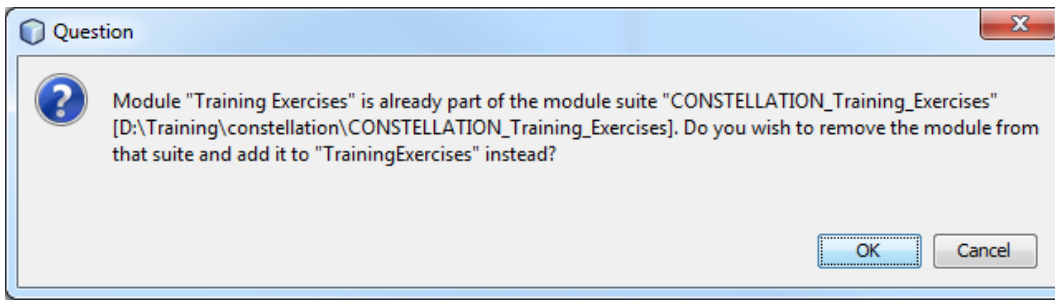 Question
Module "Training Exercises" is already part of the module suite "CONSTELLATION_Training_Exercises"
[D:\Training\constellation\CONSTELLATION_Training_Exercises]. Do you wish to remove the module from
that suite and add it to "TrainingExercises" instead?
OK
Cancel